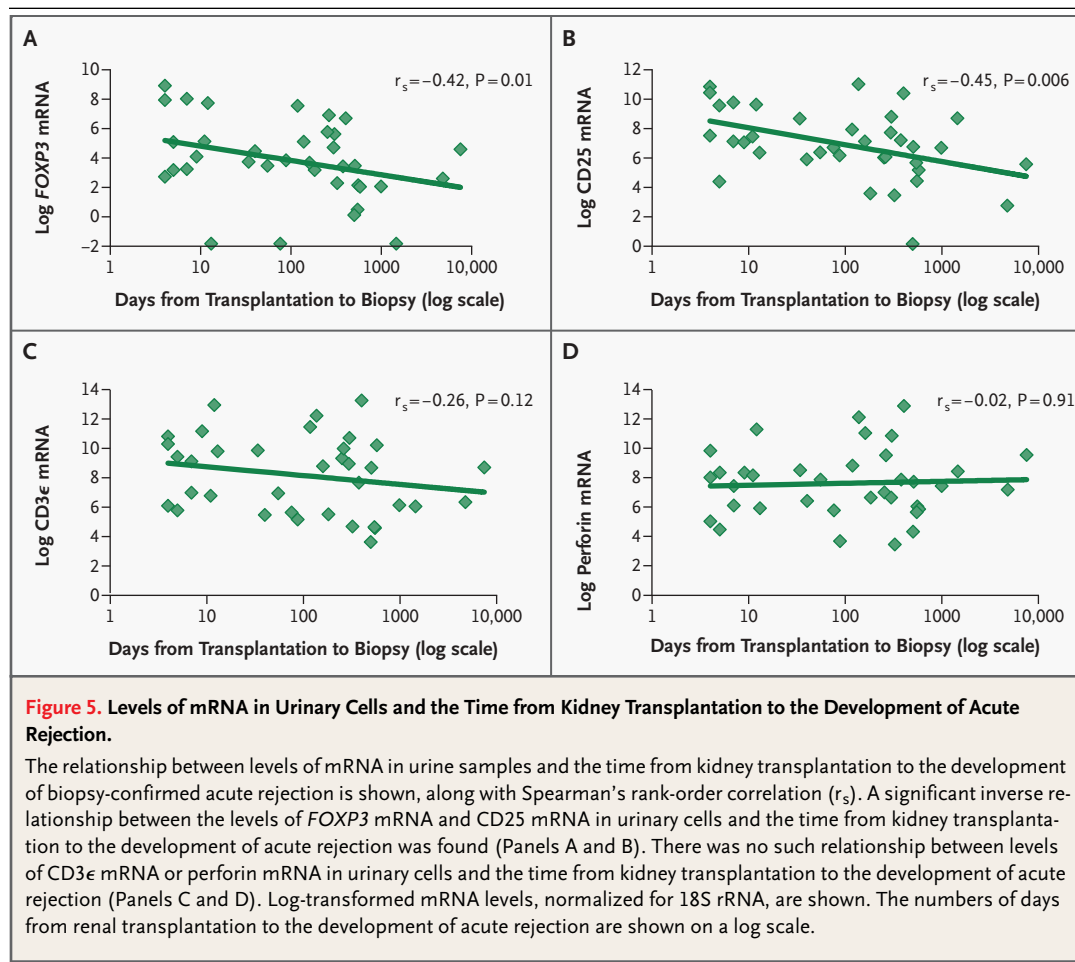 A
r_s=−0.42, P=0.01
Log FOXP3 mRNA
10
8
6
4
2
0
−2
1
10
100
1000
10,000
Days from Transplantation to Biopsy (log scale)
B
r_s=−0.45, P=0.006
Log CD25 mRNA
12
10
8
6
4
2
0
1
10
100
1000
10,000
Days from Transplantation to Biopsy (log scale)
C
r_s=−0.26, P=0.12
Log CD3ϵ mRNA
14
12
10
8
6
4
2
0
1
10
100
1000
10,000
Days from Transplantation to Biopsy (log scale)
D
r_s=−0.02, P=0.91
Log Perforin mRNA
14
12
10
8
6
4
2
0
1
10
100
1000
10,000
Days from Transplantation to Biopsy (log scale)
Figure 5. Levels of mRNA in Urinary Cells and the Time from Kidney Transplantation to the Development of Acute
Rejection.
The relationship between levels of mRNA in urine samples and the time from kidney transplantation to the development
of biopsy-confirmed acute rejection is shown, along with Spearman's rank-order correlation (r_s). A significant inverse re-
lationship between the levels of FOXP3 mRNA and CD25 mRNA in urinary cells and the time from kidney transplanta-
tion to the development of acute rejection was found (Panels A and B). There was no such relationship between levels
of CD3ϵ mRNA or perforin mRNA in urinary cells and the time from kidney transplantation to the development of acute
rejection (Panels C and D). Log-transformed mRNA levels, normalized for 18S rRNA, are shown. The numbers of days
from renal transplantation to the development of acute rejection are shown on a log scale.